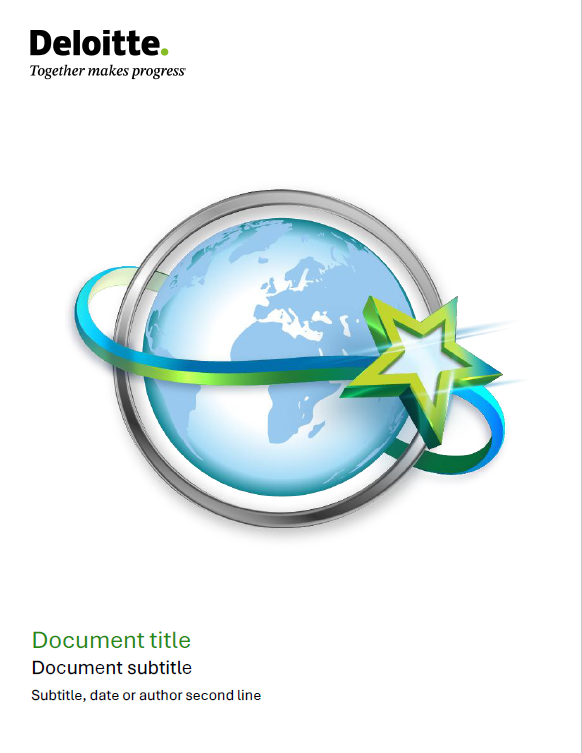 Deloitte.
Together makes progress
Document title
Document subtitle
Subtitle, date or author second line